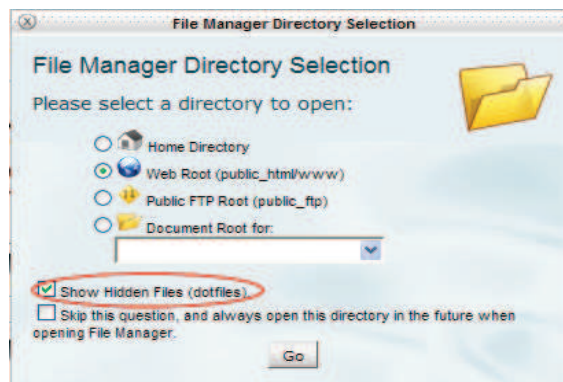 File Manager Directory Selection
File Manager Directory Selection
Please select a directory to open:
Home Directory
Web Root (public_html/www)
Public FTP Root (public_ftp)
Document Root for:
Show Hidden Files (dotfiles).
Skip this question, and always open this directory in the future when
opening File Manager.
Go